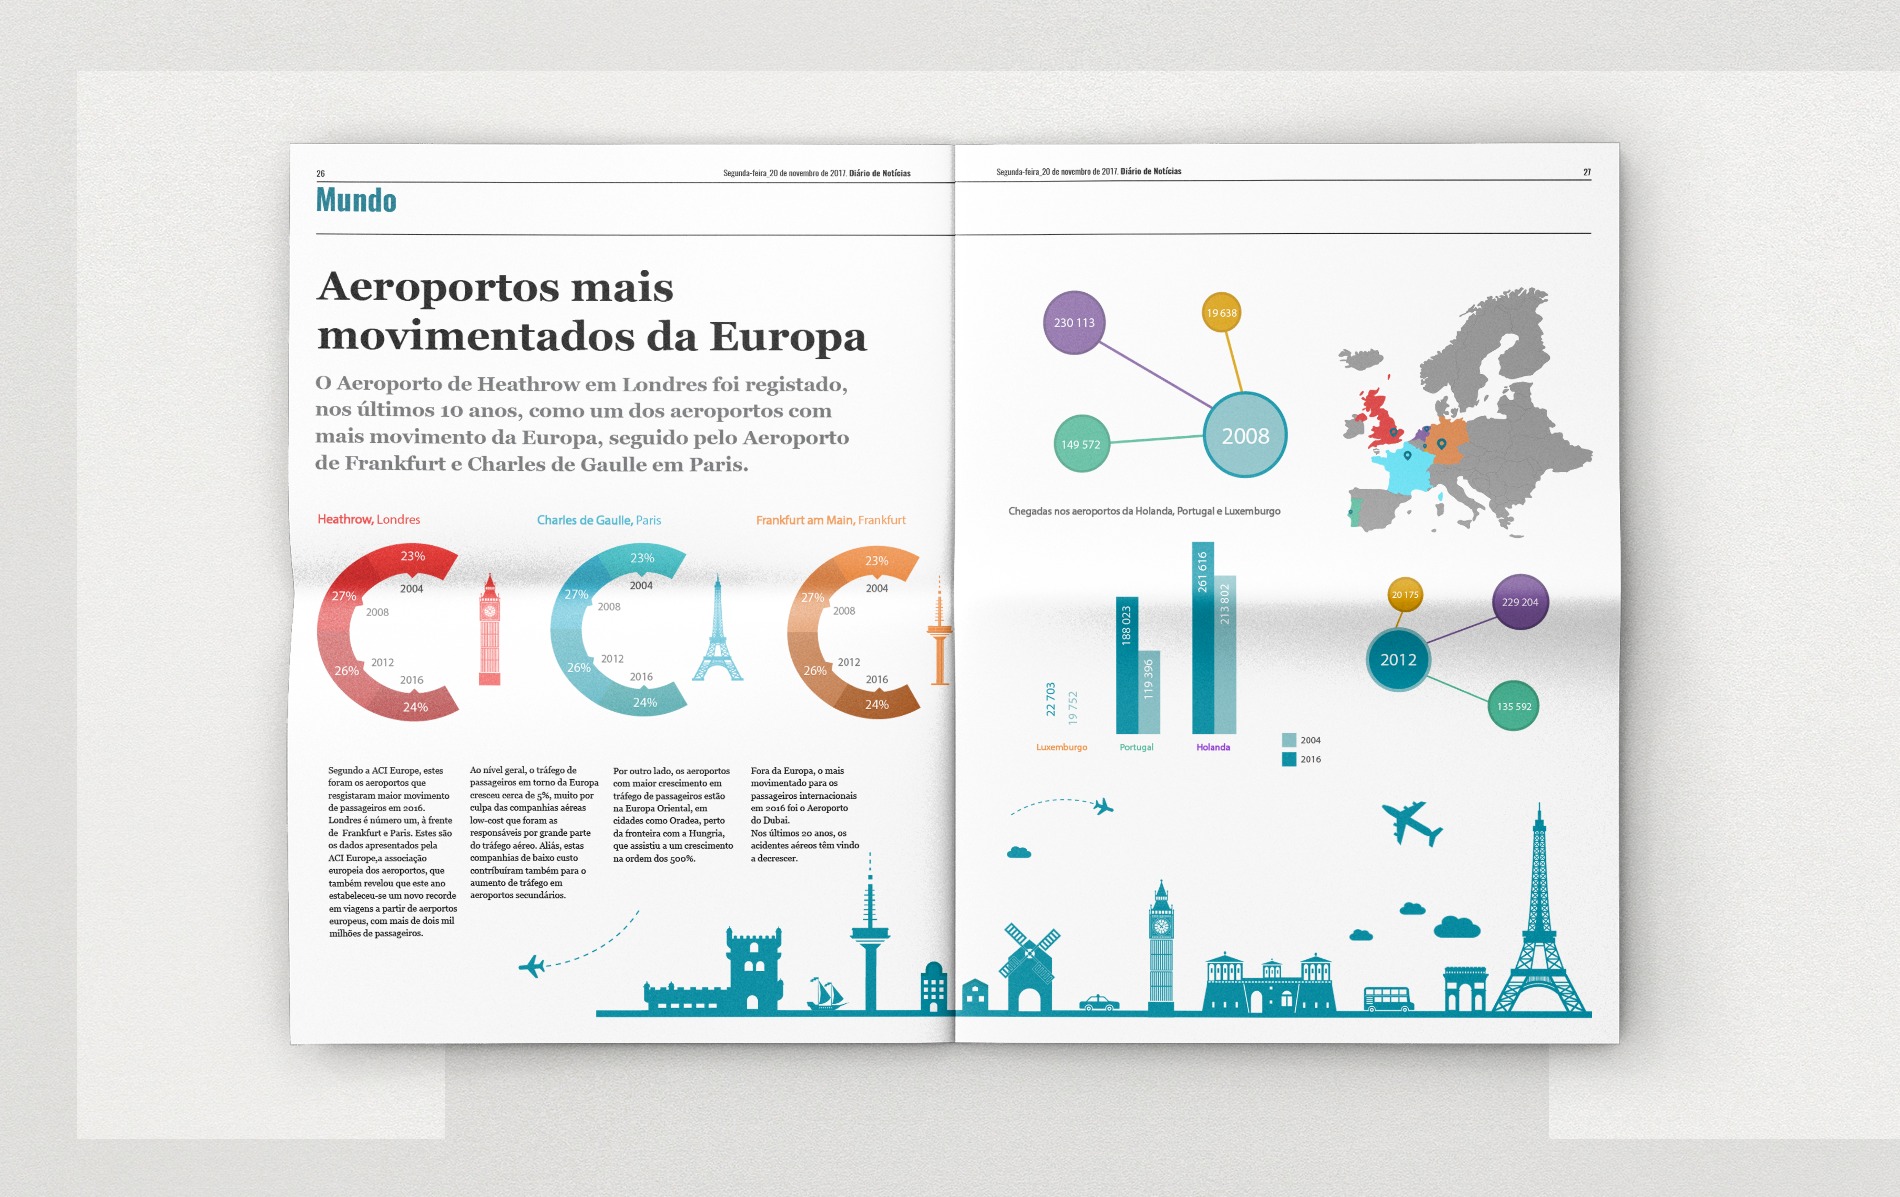 26
Segunda-feira_20 de novembro de 2017. Diário de Notícias
Mundo
Aeroportos mais
movimentados da Europa
O Aeroporto de Heathrow em Londres foi registado,
nos últimos 10 anos, como um dos aeroportos com
mais movimento da Europa, seguido pelo Aeroporto
de Frankfurt e Charles de Gaulle em Paris.
Heathrow, Londres
23%
2004
27%
2008
26%
2012
2016
24%
Charles de Gaulle, Paris
23%
2004
27%
2008
26%
2012
2016
24%
Frankfurt am Main, Frankfurt
23%
2004
27%
2008
26%
2012
2016
24%
Segundo a ACI Europe, estes
foram os aeroportos que
resgistaram maior movimento
de passageiros em 2016.
Londres é número um, à frente
de Frankfurt e Paris. Estes são
os dados apresentados pela
ACI Europe,a associação
europeia dos aeroportos, que
também revelou que este ano
estabeleceu-se um novo recorde
em viagens a partir de aerportos
europeus, com mais de dois mil
milhões de passageiros.
Ao nível geral, o tráfego de
passageiros em torno da Europa
cresceu cerca de 5%, muito por
culpa das companhias aéreas
low-cost que foram as
responsáveis por grande parte
do tráfego aéreo. Aliás, estas
companhias de baixo custo
contribuíram também para o
aumento de tráfego em
aeroportos secundários.
Por outro lado, os aeroportos
com maior crescimento em
tráfego de passageiros estão
na Europa Oriental, em
cidades como Oradea, perto
da fronteira com a Hungria,
que assistiu a um crescimento
na ordem dos 500%.
Fora da Europa, o mais
movimentado para os
passageiros internacionais
em 2016 foi o Aeroporto
do Dubai.
Nos últimos 20 anos, os
acidentes aéreos têm vindo
a decrescer.
Segunda-feira_20 de novembro de 2017. Diário de Notícias
27
230 113
19 638
149 572
2008
Chegadas nos aeroportos da Holanda, Portugal e Luxemburgo
22 703
19 752
Luxemburgo
188 023
119 396
Portugal
261 616
213 802
Holanda
2004
2016
20 175
229 204
2012
135 592